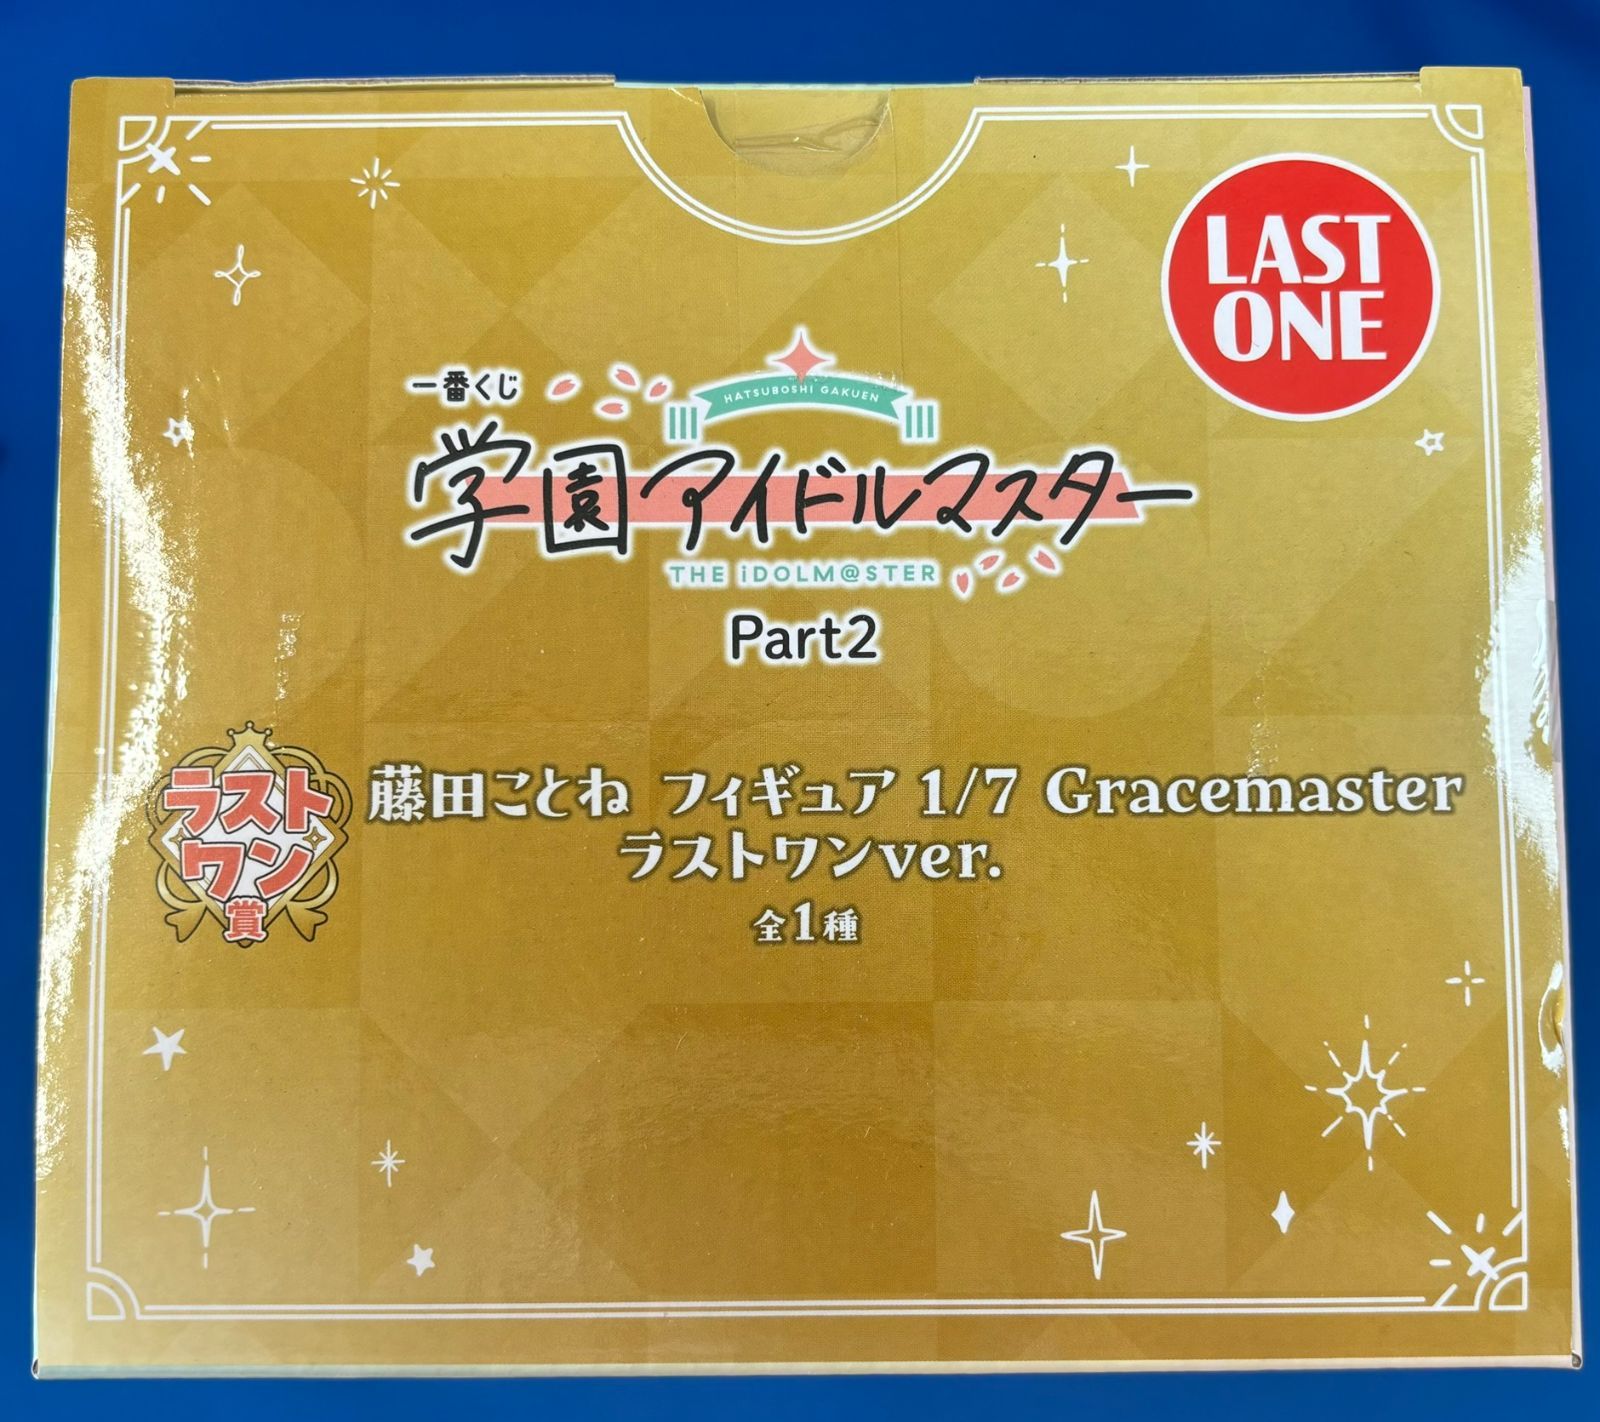 LAST
ONE
一番くじ
HATSUBOSHI GAKUEN
学園アイドルマスター
THE iDOLM@STER
Part2
ラスト
ワン
賞
藤田ことね フィギュア 1/7 Gracemaster
ラストワンver.
全1種